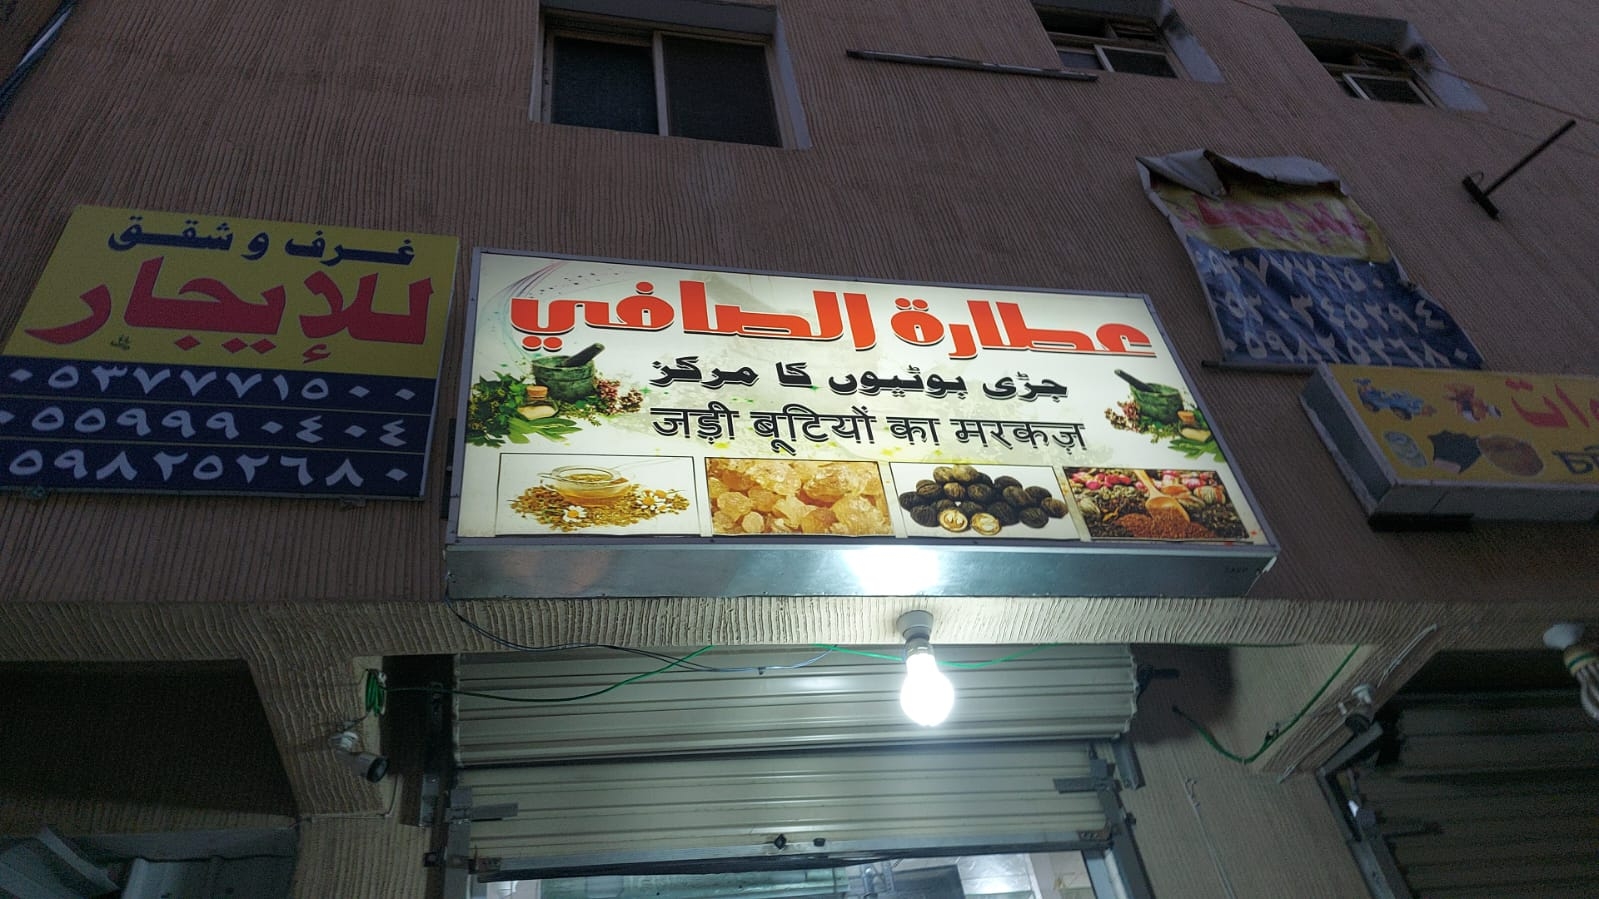 غرف و شقق
للإيجار
٠٥٣٧٧٧١٥٠٠
٠٥٥٩٩٩٠٤٠٤
٠٥٩٨٢٥٢٦٨٠
عطارة الصافي
جڑی بوٹیوں کا مرکز
जड़ी बूटियों का मरकज़